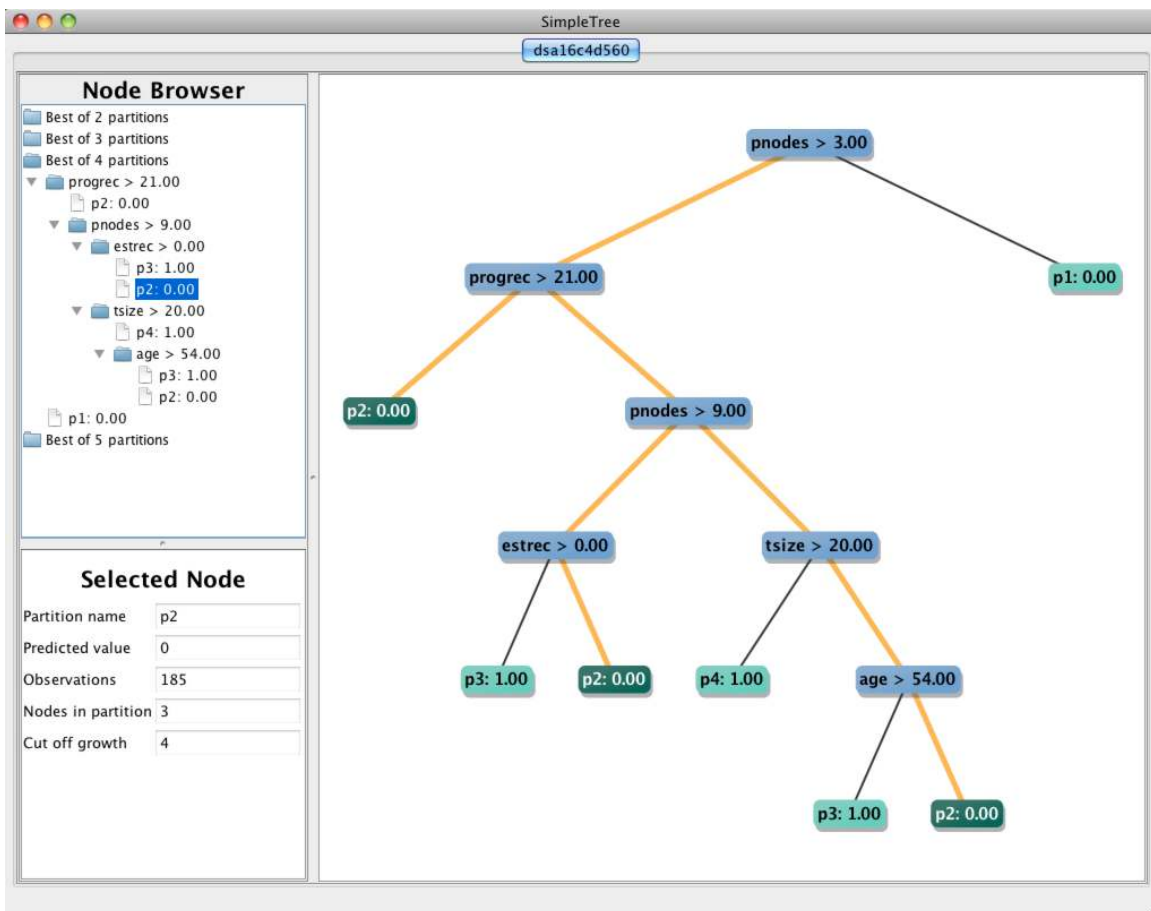 SimpleTree
dsa16c4d560
Node Browser
Best of 2 partitions
Best of 3 partitions
Best of 4 partitions
progrec > 21.00
p2: 0.00
pnodes > 9.00
estrec > 0.00
p3: 1.00
p2: 0.00
tsize > 20.00
p4: 1.00
age > 54.00
p3: 1.00
p2: 0.00
p1: 0.00
Best of 5 partitions
Selected Node
Partition name p2
Predicted value 0
Observations 185
Nodes in partition 3
Cut off growth 4
pnodes > 3.00
progrec > 21.00 p1: 0.00
p2: 0.00 pnodes > 9.00
estrec > 0.00 tsize > 20.00
p3: 1.00 p2: 0.00 p4: 1.00 age > 54.00
p3: 1.00 p2: 0.00